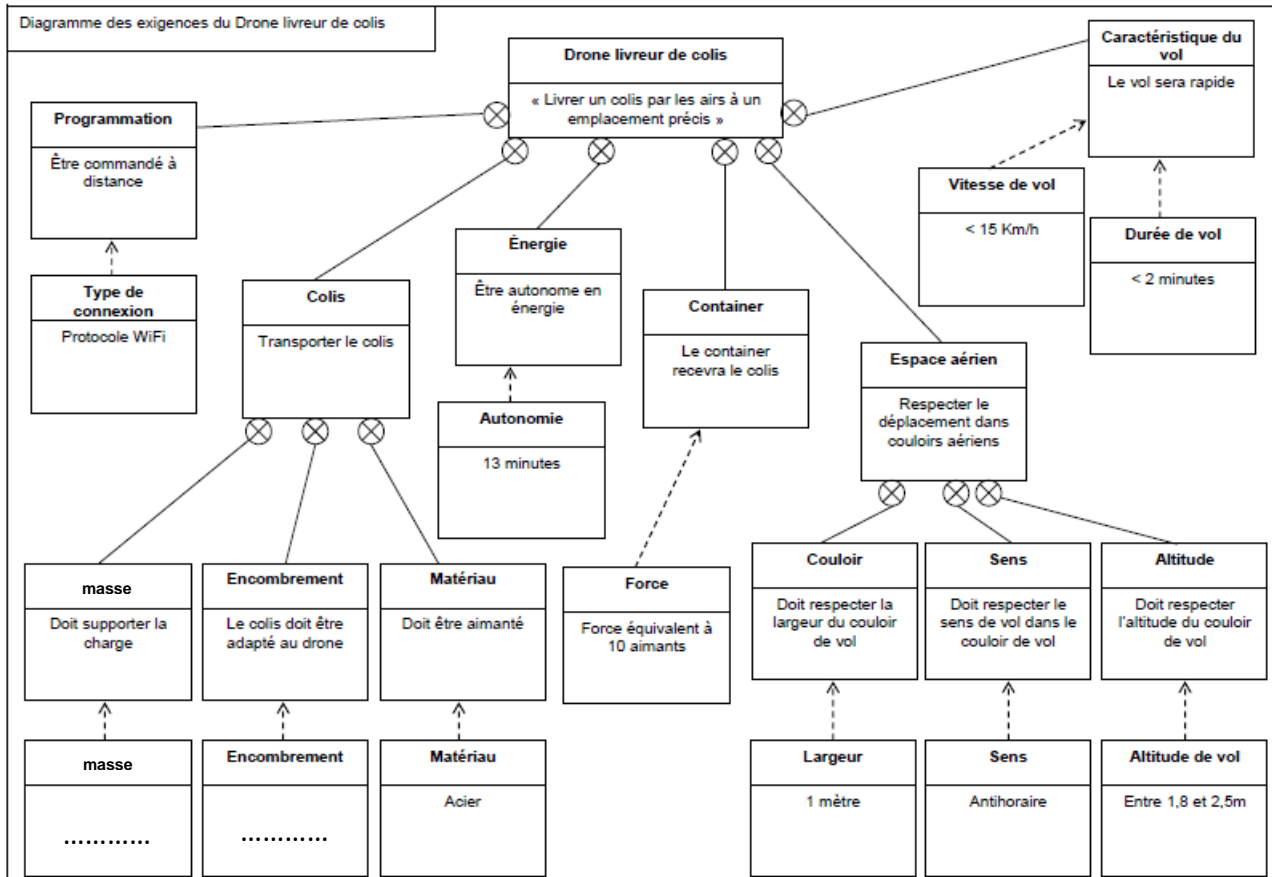 Diagramme des exigences du Drone livreur de colis
Drone livreur de colis
« Livrer un colis par les airs à un
emplacement précis »
Caractéristique du
vol
Le vol sera rapide
Programmation
Être commandé à
distance
Vitesse de vol
< 15 Km/h
Durée de vol
< 2 minutes
Type de
connexion
Protocole WiFi
Colis
Transporter le colis
Énergie
Être autonome en
énergie
Container
Le container
recevra le colis
Espace aérien
Respecter le
déplacement dans
couloirs aériens
Autonomie
13 minutes
masse
Doit supporter la
charge
Encombrement
Le colis doit être
adapté au drone
Matériau
Doit être aimanté
Force
Force équivalent à
10 aimants
Couloir
Doit respecter la
largeur du couloir
de vol
Sens
Doit respecter le
sens de vol dans le
couloir de vol
Altitude
Doit respecter
l'altitude du couloir
de vol
masse
............
Encombrement
............
Matériau
Acier
Largeur
1 mètre
Sens
Antihoraire
Altitude de vol
Entre 1,8 et 2,5m